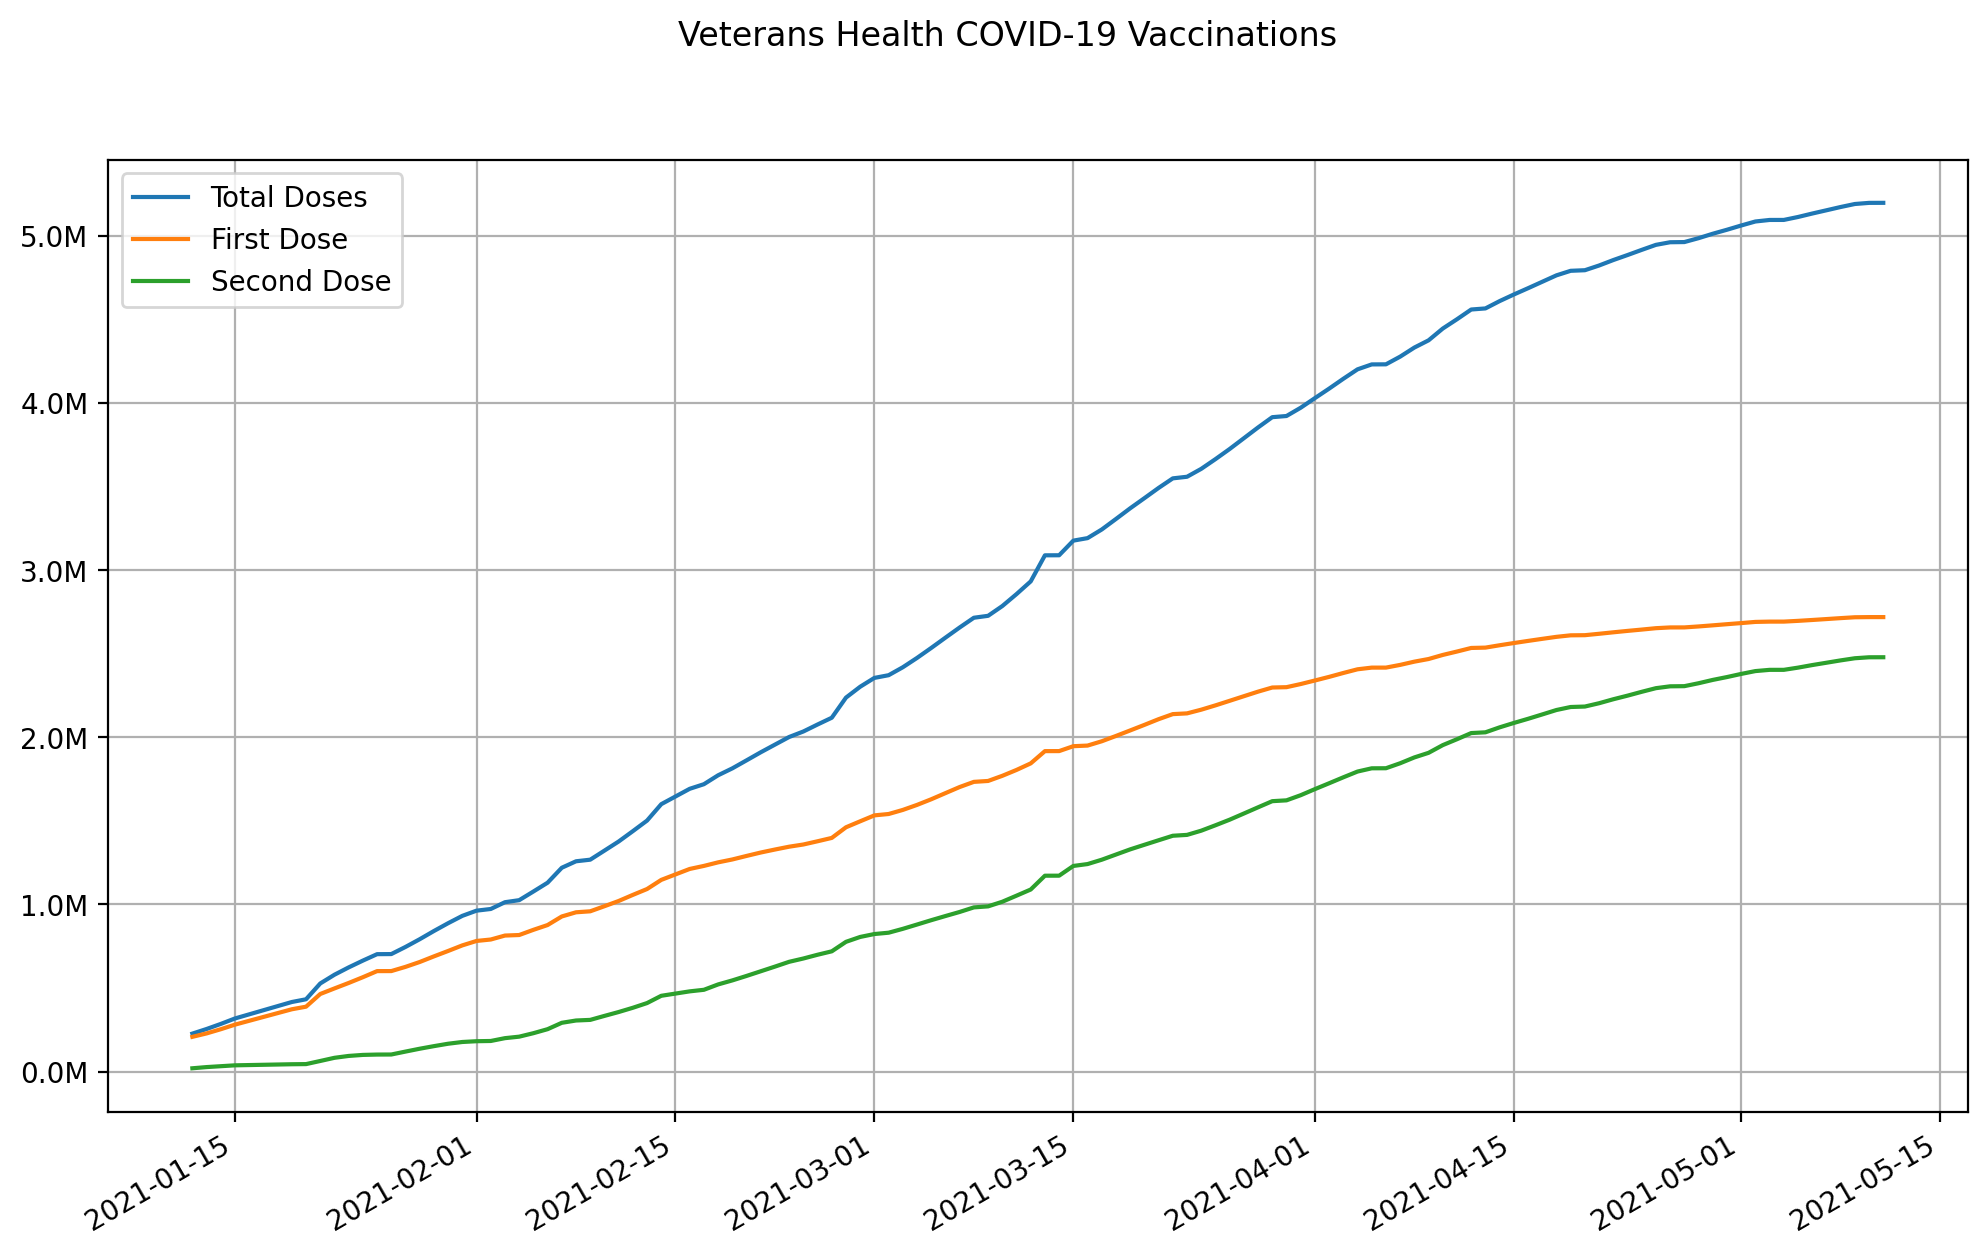 Veterans Health COVID-19 Vaccinations
Total Doses
First Dose
Second Dose
5.0M
4.0M
3.0M
2.0M
1.0M
0.0M
2021-01-15
2021-02-01
2021-02-15
2021-03-01
2021-03-15
2021-04-01
2021-04-15
2021-05-01
2021-05-15